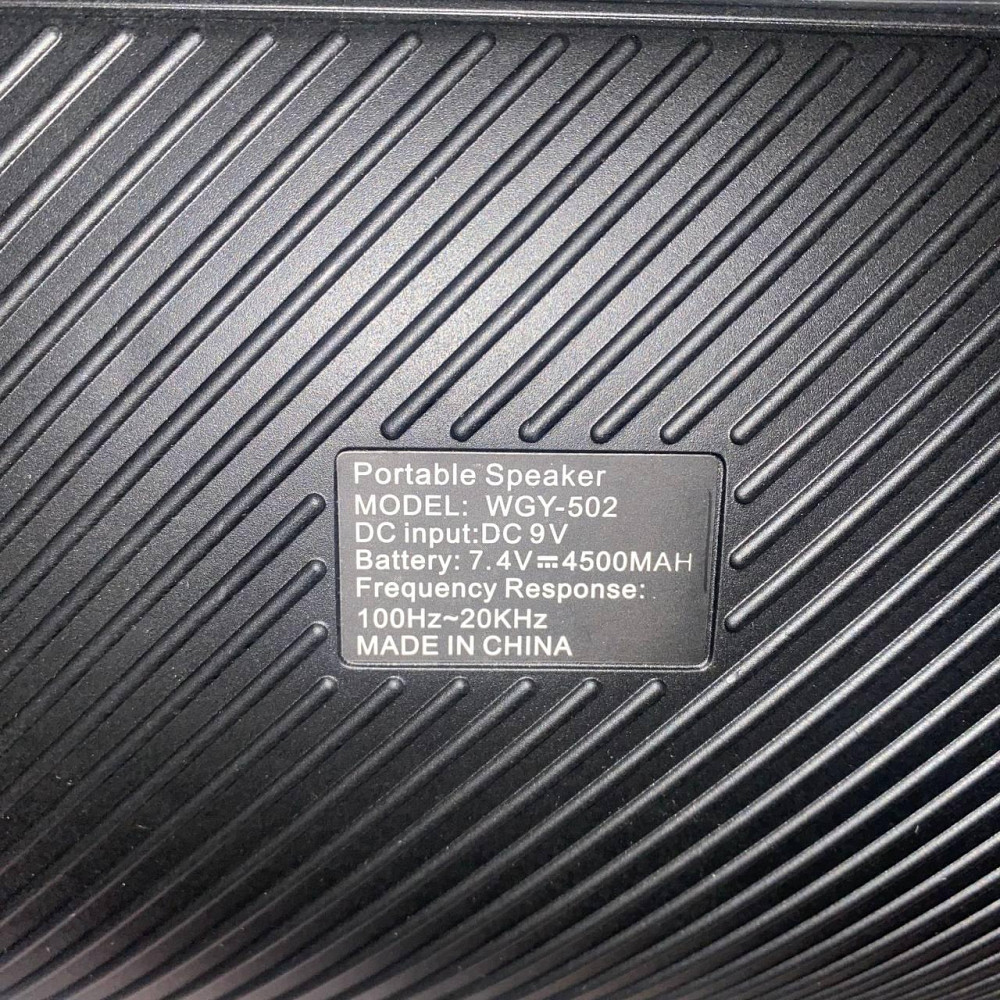 Portable Speaker
MODEL: WGY-502
DC input:DC 9V
Battery: 7.4V⎓4500MAH
Frequency Response:
100Hz~20KHz
MADE IN CHINA